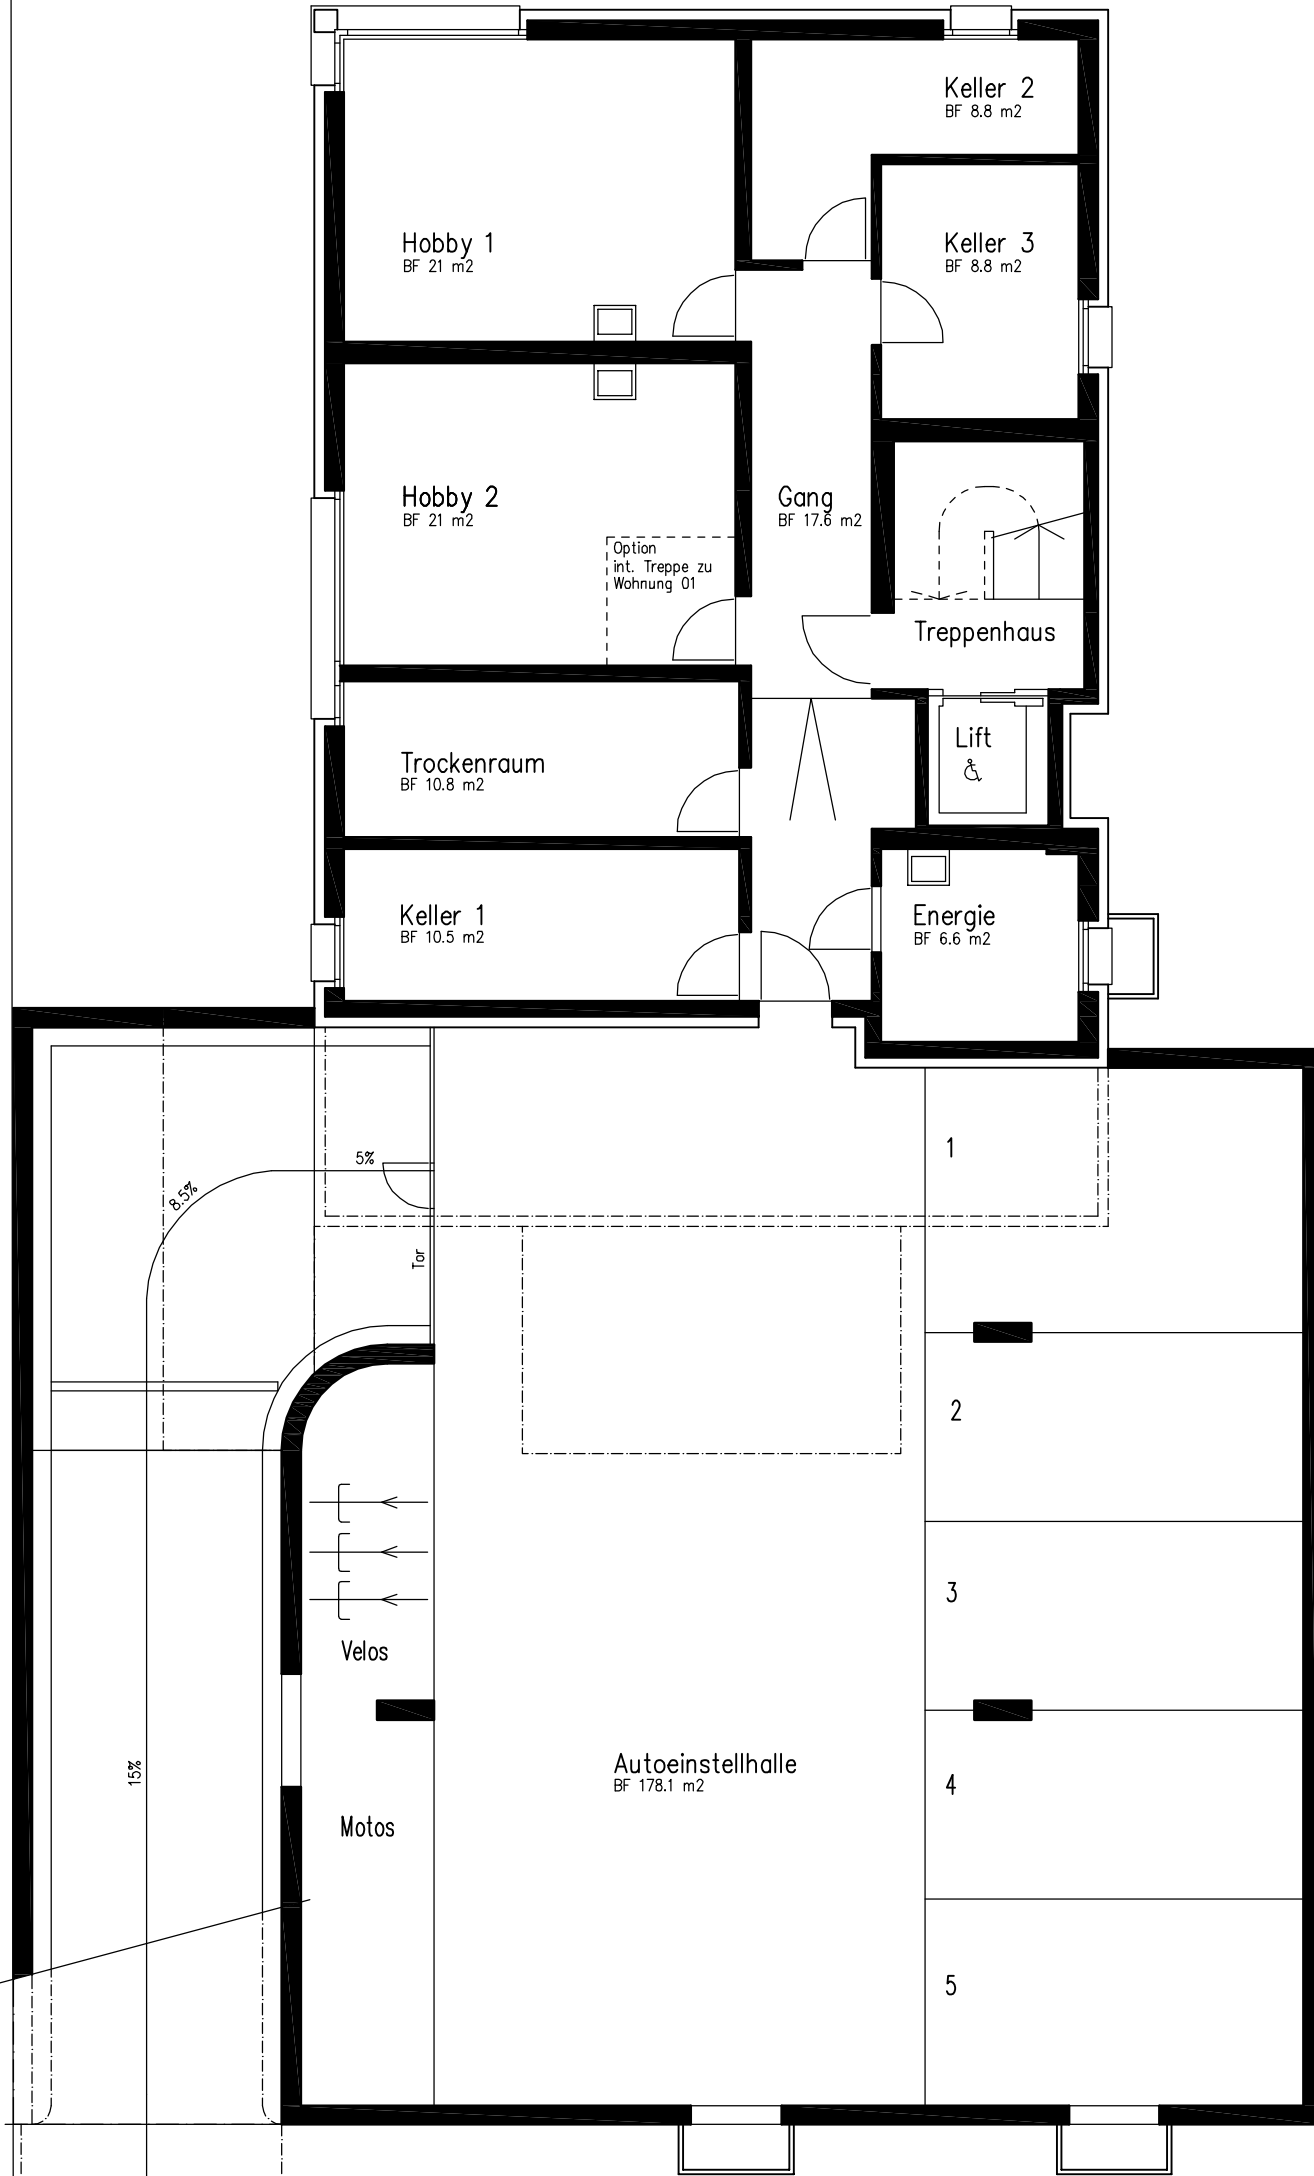 Keller 2
BF 8.8 m2
Hobby 1
BF 21 m2
Keller 3
BF 8.8 m2
Hobby 2
BF 21 m2
Gang
BF 17.6 m2
Option
int. Treppe zu
Wohnung 01
Treppenhaus
Lift
Trockenraum
BF 10.8 m2
Keller 1
BF 10.5 m2
Energie
BF 6.6 m2
1
5%
8.5%
Tor
2
3
Velos
15%
Autoeinstellhalle
BF 178.1 m2
4
Motos
5